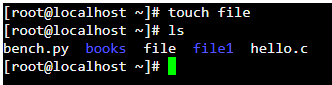 [root@localhost ~]# touch file
[root@localhost ~]# ls
bench.py  books  file  file1  hello.c
[root@localhost ~]#